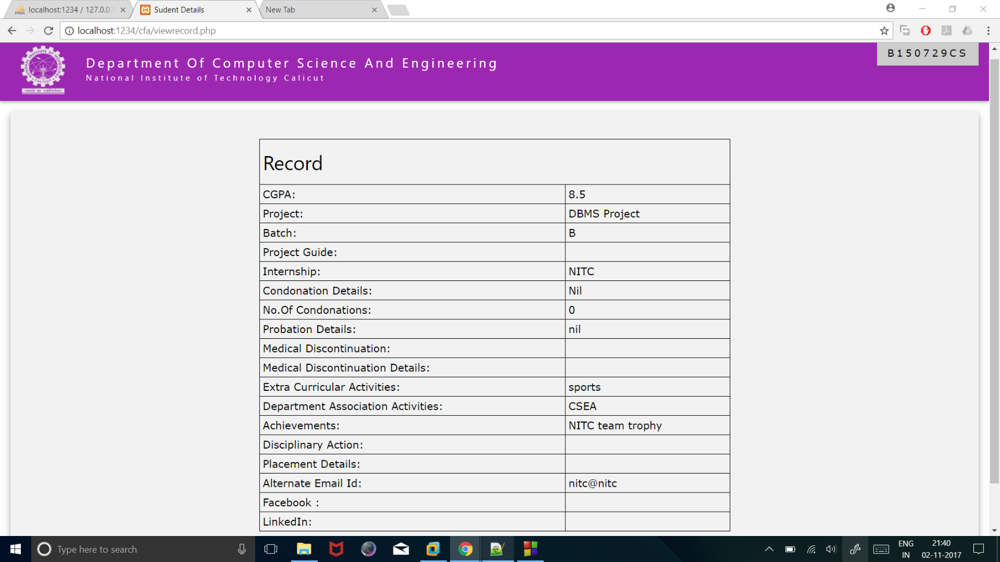 localhost:1234 / 127.0.0.1
Sudent Details
New Tab
localhost:1234/cfa/viewrecord.php
Department Of Computer Science And Engineering
National Institute of Technology Calicut
B150729CS
Record
CGPA: 8.5
Project: DBMS Project
Batch: B
Project Guide:
Internship: NITC
Condonation Details: Nil
No.Of Condonations: 0
Probation Details: nil
Medical Discontinuation:
Medical Discontinuation Details:
Extra Curricular Activities: sports
Department Association Activities: CSEA
Achievements: NITC team trophy
Disciplinary Action:
Placement Details:
Alternate Email Id: nitc@nitc
Facebook :
LinkedIn:
Type here to search
ENG
IN
21:40
02-11-2017